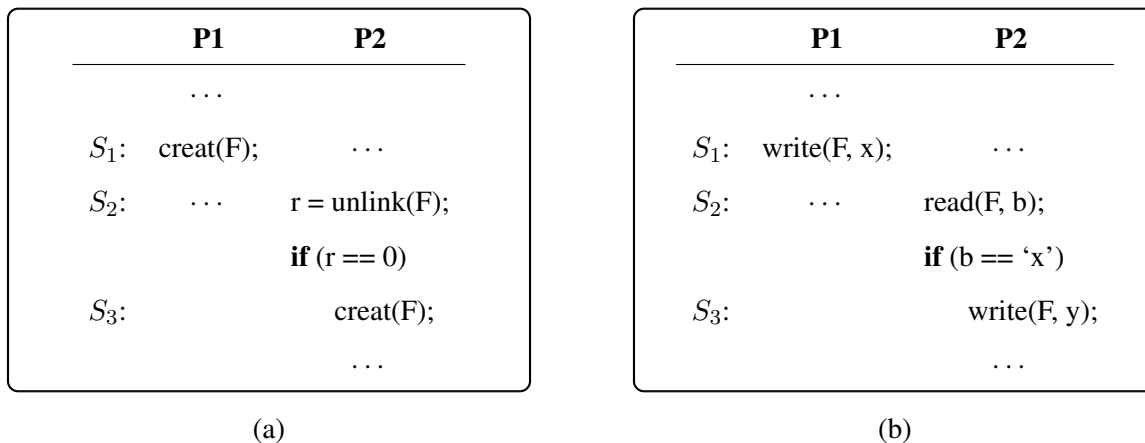 P1 P2
· · ·
S1: creat(F); · · ·
S2: · · · r = unlink(F);
if (r == 0)
S3: creat(F);
· · ·
(a)
P1 P2
· · ·
S1: write(F, x); · · ·
S2: · · · read(F, b);
if (b == ‘x’)
S3: write(F, y);
· · ·
(b)